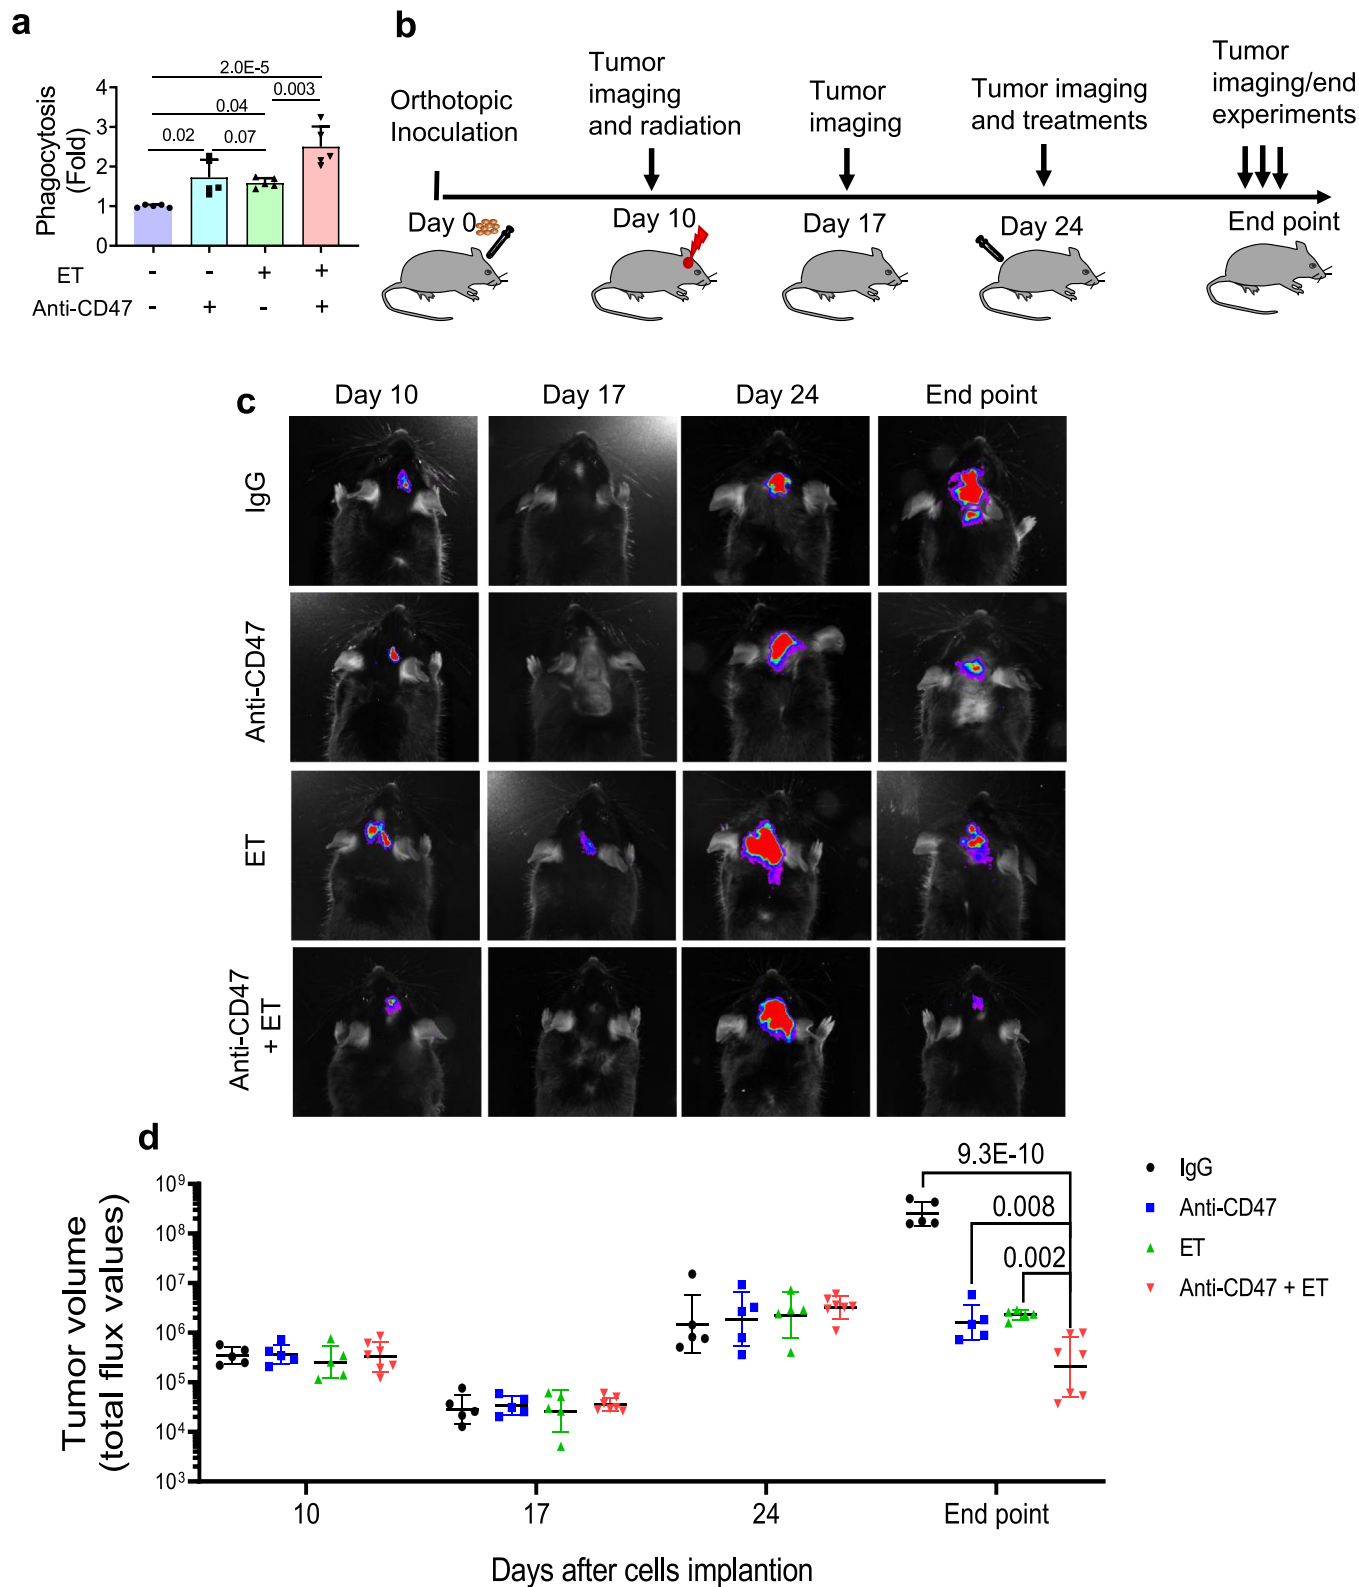 a
2.0E-5
0.003
0.04
0.02
0.07
4
3
2
1
0
Phagocytosis
(Fold)
ET - - + +
Anti-CD47 - + - +
b
Orthotopic
Inoculation
Tumor
imaging
and radiation
Tumor
imaging
Tumor imaging
and treatments
Tumor
imaging/end
experiments
Day 0
Day 10
Day 17
Day 24
End point
c
Day 10
Day 17
Day 24
End point
IgG
Anti-CD47
ET
Anti-CD47
+ ET
d
Tumor volume
(total flux values)
10⁹
10⁸
10⁷
10⁶
10⁵
10⁴
10³
9.3E-10
0.008
0.002
IgG
Anti-CD47
ET
Anti-CD47 + ET
10
17
24
End point
Days after cells implantion